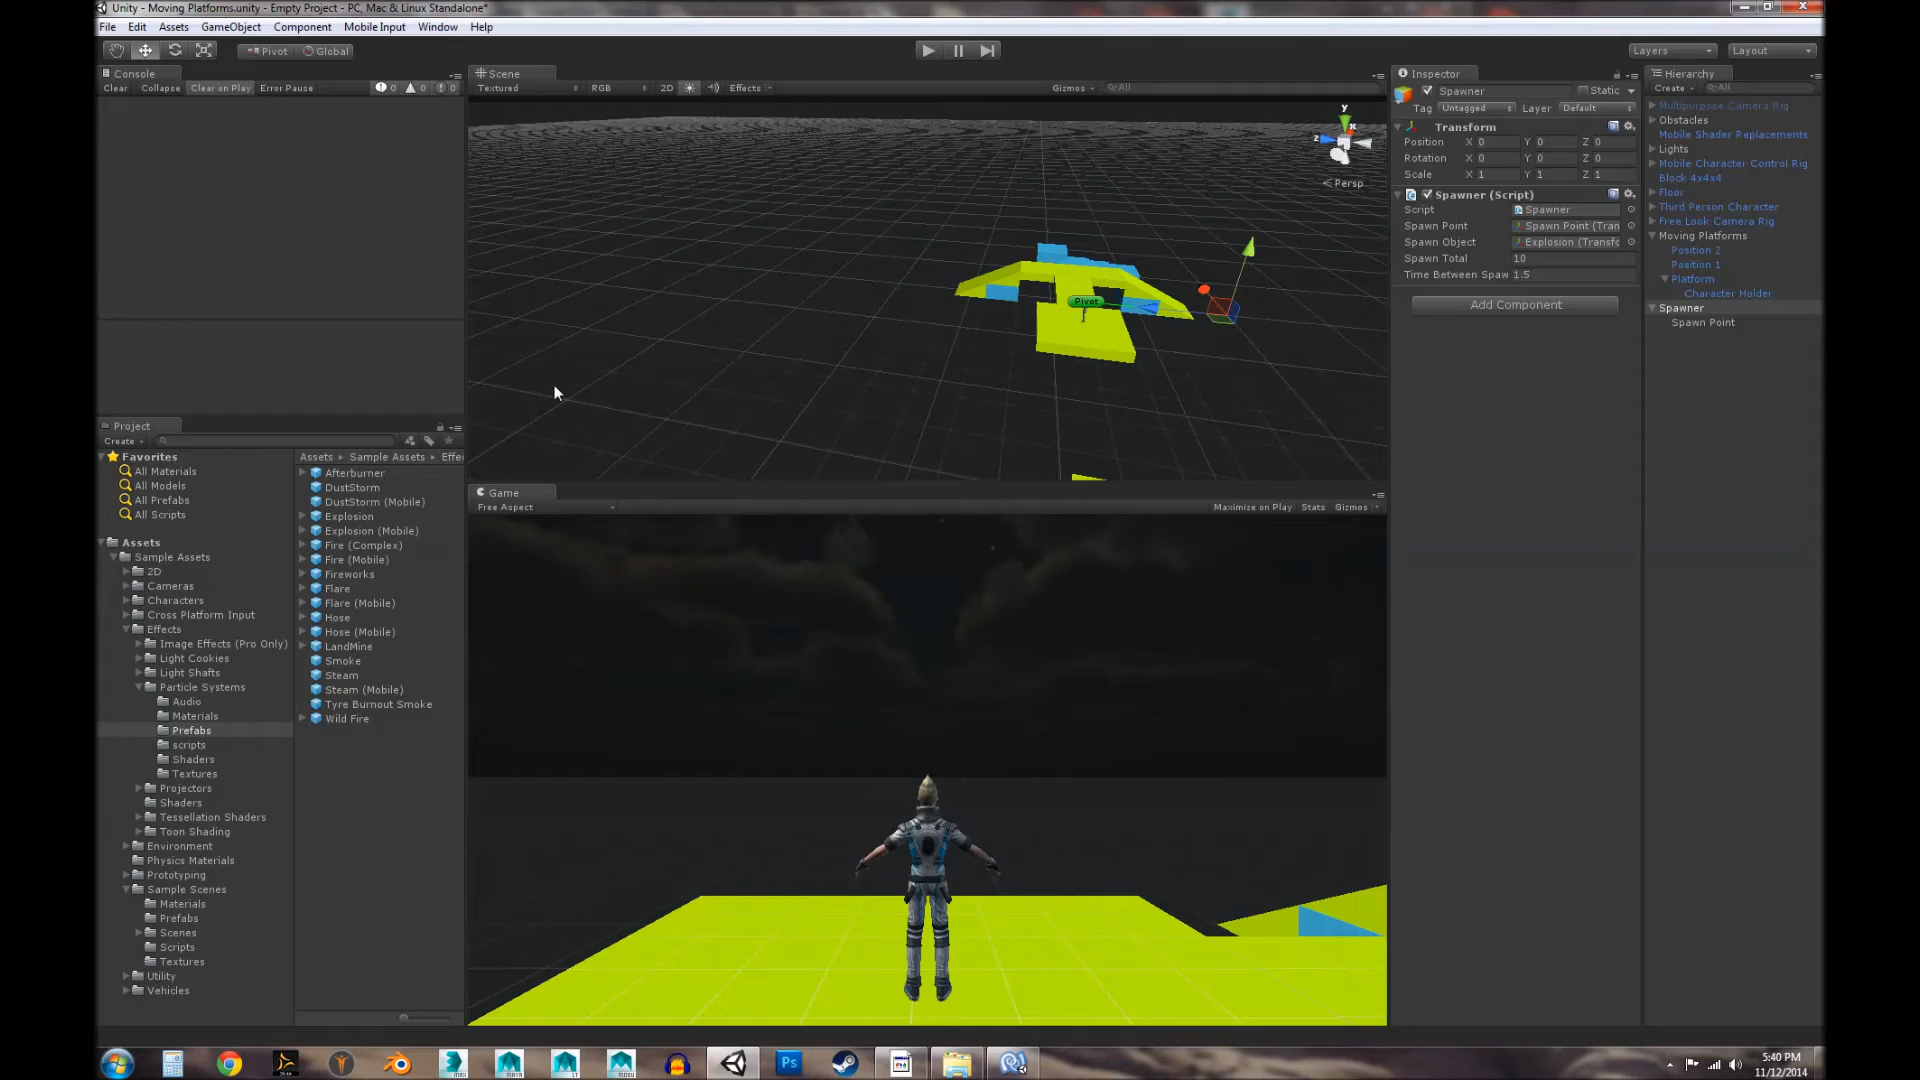 Unity - Moving Platforms.unity - Empty Project - PC, Mac & Linux Standalone*
File Edit Assets GameObject Component Mobile Input Window Help
Pivot Global Layers Layout
Console
Clear Collapse Clear on Play Error Pause 0 0 0
Scene
Textured RGB 2D Effects Gizmos All
y
x
z
Persp
Pivot
Game
Free Aspect Maximize on Play Stats Gizmos
Project
Create
Favorites
All Materials
All Models
All Prefabs
All Scripts
Assets
Sample Assets
2D
Cameras
Characters
Cross Platform Input
Effects
Image Effects (Pro Only)
Light Cookies
Light Shafts
Particle Systems
Audio
Materials
Prefabs
scripts
Shaders
Textures
Projectors
Shaders
Tessellation Shaders
Toon Shading
Environment
Physics Materials
Prototyping
Sample Scenes
Materials
Prefabs
Scenes
Scripts
Textures
Utility
Vehicles
Assets Sample Assets Effe
Afterburner
DustStorm
DustStorm (Mobile)
Explosion
Explosion (Mobile)
Fire (Complex)
Fire (Mobile)
Fireworks
Flare
Flare (Mobile)
Hose
Hose (Mobile)
LandMine
Smoke
Steam
Steam (Mobile)
Tyre Burnout Smoke
Wild Fire
Inspector
Spawner Static
Tag Untagged Layer Default
Transform
Position X 0 Y 0 Z 0
Rotation X 0 Y 0 Z 0
Scale X 1 Y 1 Z 1
Spawner (Script)
Script Spawner
Spawn Point Spawn Point (Tran
Spawn Object Explosion (Transfo
Spawn Total 10
Time Between Spaw 1.5
Add Component
Hierarchy
Create All
Multipurpose Camera Rig
Obstacles
Mobile Shader Replacements
Lights
Mobile Character Control Rig
Block 4x4x4
Floor
Third Person Character
Free Look Camera Rig
Moving Platforms
Position 2
Position 1
Platform
Character Holder
Spawner
Spawn Point
MAX
MAYA
LT
MDBU
Ps
5:40 PM
11/12/2014